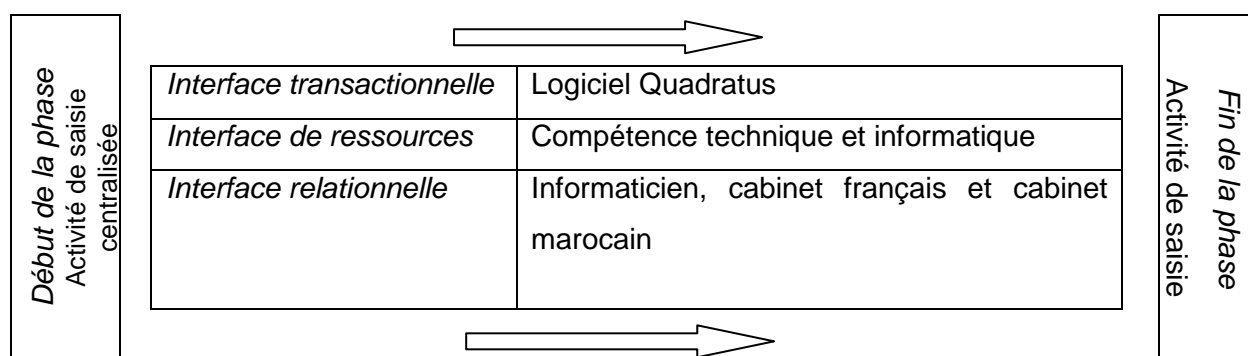 Début de la phase
Activité de saisie
centralisée
Interface transactionnelle Logiciel Quadratus
Interface de ressources Compétence technique et informatique
Interface relationnelle Informaticien, cabinet français et cabinet
marocain
Fin de la phase
Activité de saisie